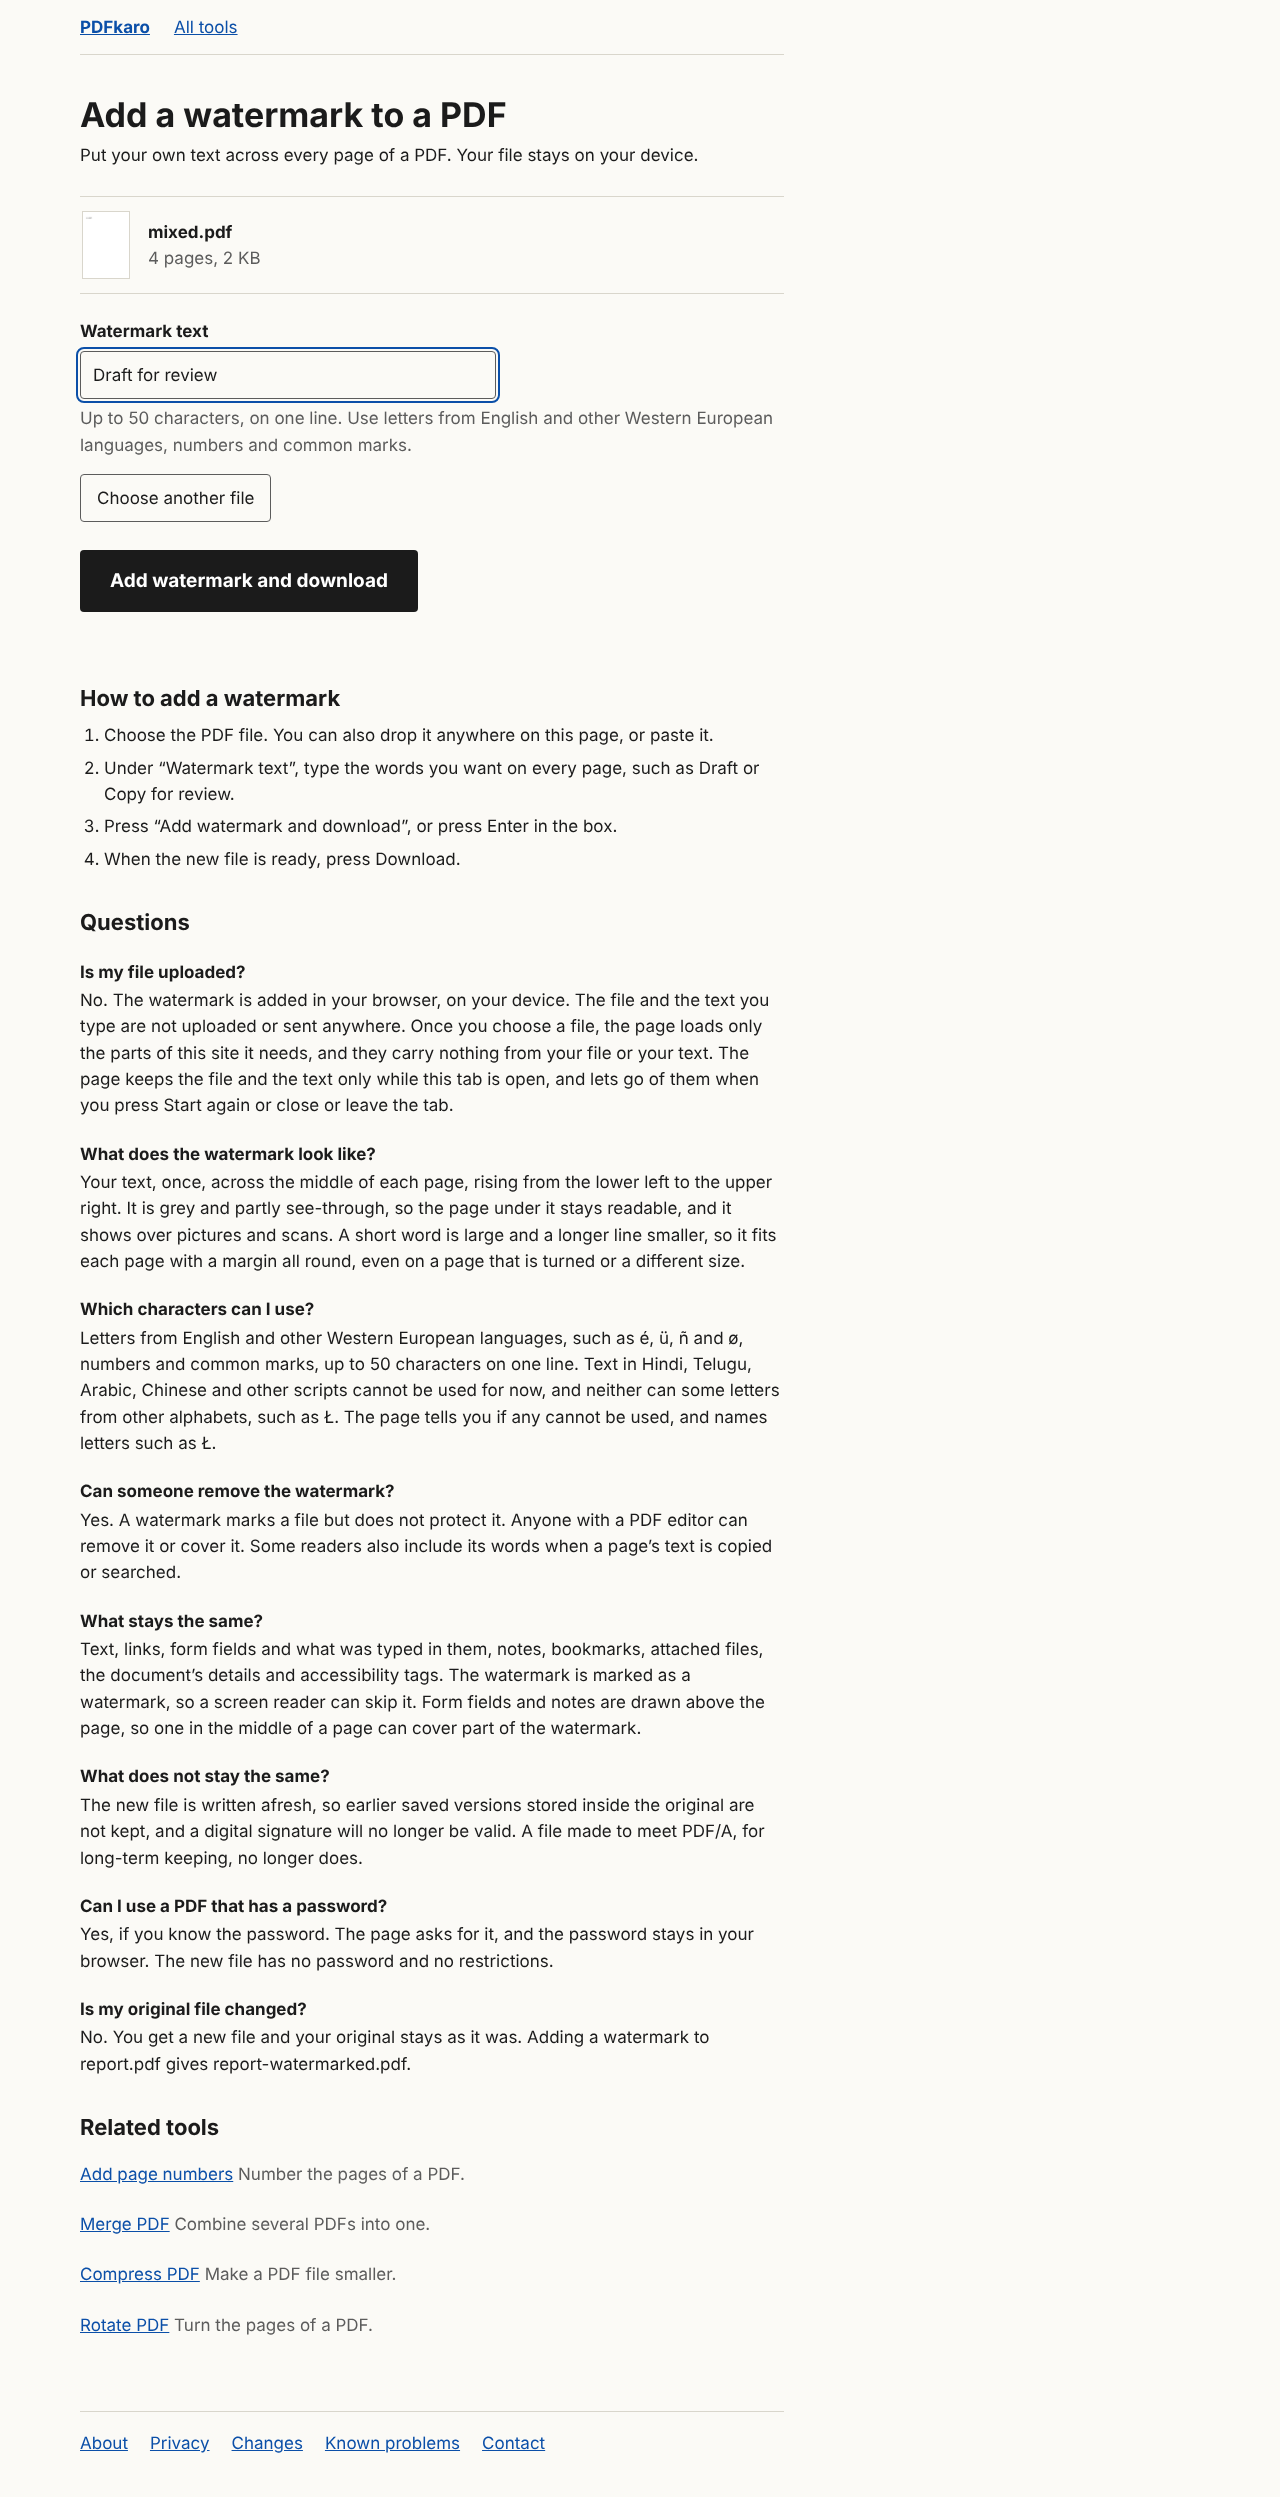 PDFkaro All tools
Add a watermark to a PDF
Put your own text across every page of a PDF. Your file stays on your device.
mixed.pdf
4 pages, 2 KB
Watermark text
Draft for review
Up to 50 characters, on one line. Use letters from English and other Western European
languages, numbers and common marks.
Choose another file
Add watermark and download
How to add a watermark
1. Choose the PDF file. You can also drop it anywhere on this page, or paste it.
2. Under “Watermark text”, type the words you want on every page, such as Draft or
Copy for review.
3. Press “Add watermark and download”, or press Enter in the box.
4. When the new file is ready, press Download.
Questions
Is my file uploaded?
No. The watermark is added in your browser, on your device. The file and the text you
type are not uploaded or sent anywhere. Once you choose a file, the page loads only
the parts of this site it needs, and they carry nothing from your file or your text. The
page keeps the file and the text only while this tab is open, and lets go of them when
you press Start again or close or leave the tab.
What does the watermark look like?
Your text, once, across the middle of each page, rising from the lower left to the upper
right. It is grey and partly see-through, so the page under it stays readable, and it
shows over pictures and scans. A short word is large and a longer line smaller, so it fits
each page with a margin all round, even on a page that is turned or a different size.
Which characters can I use?
Letters from English and other Western European languages, such as é, ü, ñ and ø,
numbers and common marks, up to 50 characters on one line. Text in Hindi, Telugu,
Arabic, Chinese and other scripts cannot be used for now, and neither can some letters
from other alphabets, such as Ł. The page tells you if any cannot be used, and names
letters such as Ł.
Can someone remove the watermark?
Yes. A watermark marks a file but does not protect it. Anyone with a PDF editor can
remove it or cover it. Some readers also include its words when a page’s text is copied
or searched.
What stays the same?
Text, links, form fields and what was typed in them, notes, bookmarks, attached files,
the document’s details and accessibility tags. The watermark is marked as a
watermark, so a screen reader can skip it. Form fields and notes are drawn above the
page, so one in the middle of a page can cover part of the watermark.
What does not stay the same?
The new file is written afresh, so earlier saved versions stored inside the original are
not kept, and a digital signature will no longer be valid. A file made to meet PDF/A, for
long-term keeping, no longer does.
Can I use a PDF that has a password?
Yes, if you know the password. The page asks for it, and the password stays in your
browser. The new file has no password and no restrictions.
Is my original file changed?
No. You get a new file and your original stays as it was. Adding a watermark to
report.pdf gives report-watermarked.pdf.
Related tools
Add page numbers Number the pages of a PDF.
Merge PDF Combine several PDFs into one.
Compress PDF Make a PDF file smaller.
Rotate PDF Turn the pages of a PDF.
About Privacy Changes Known problems Contact